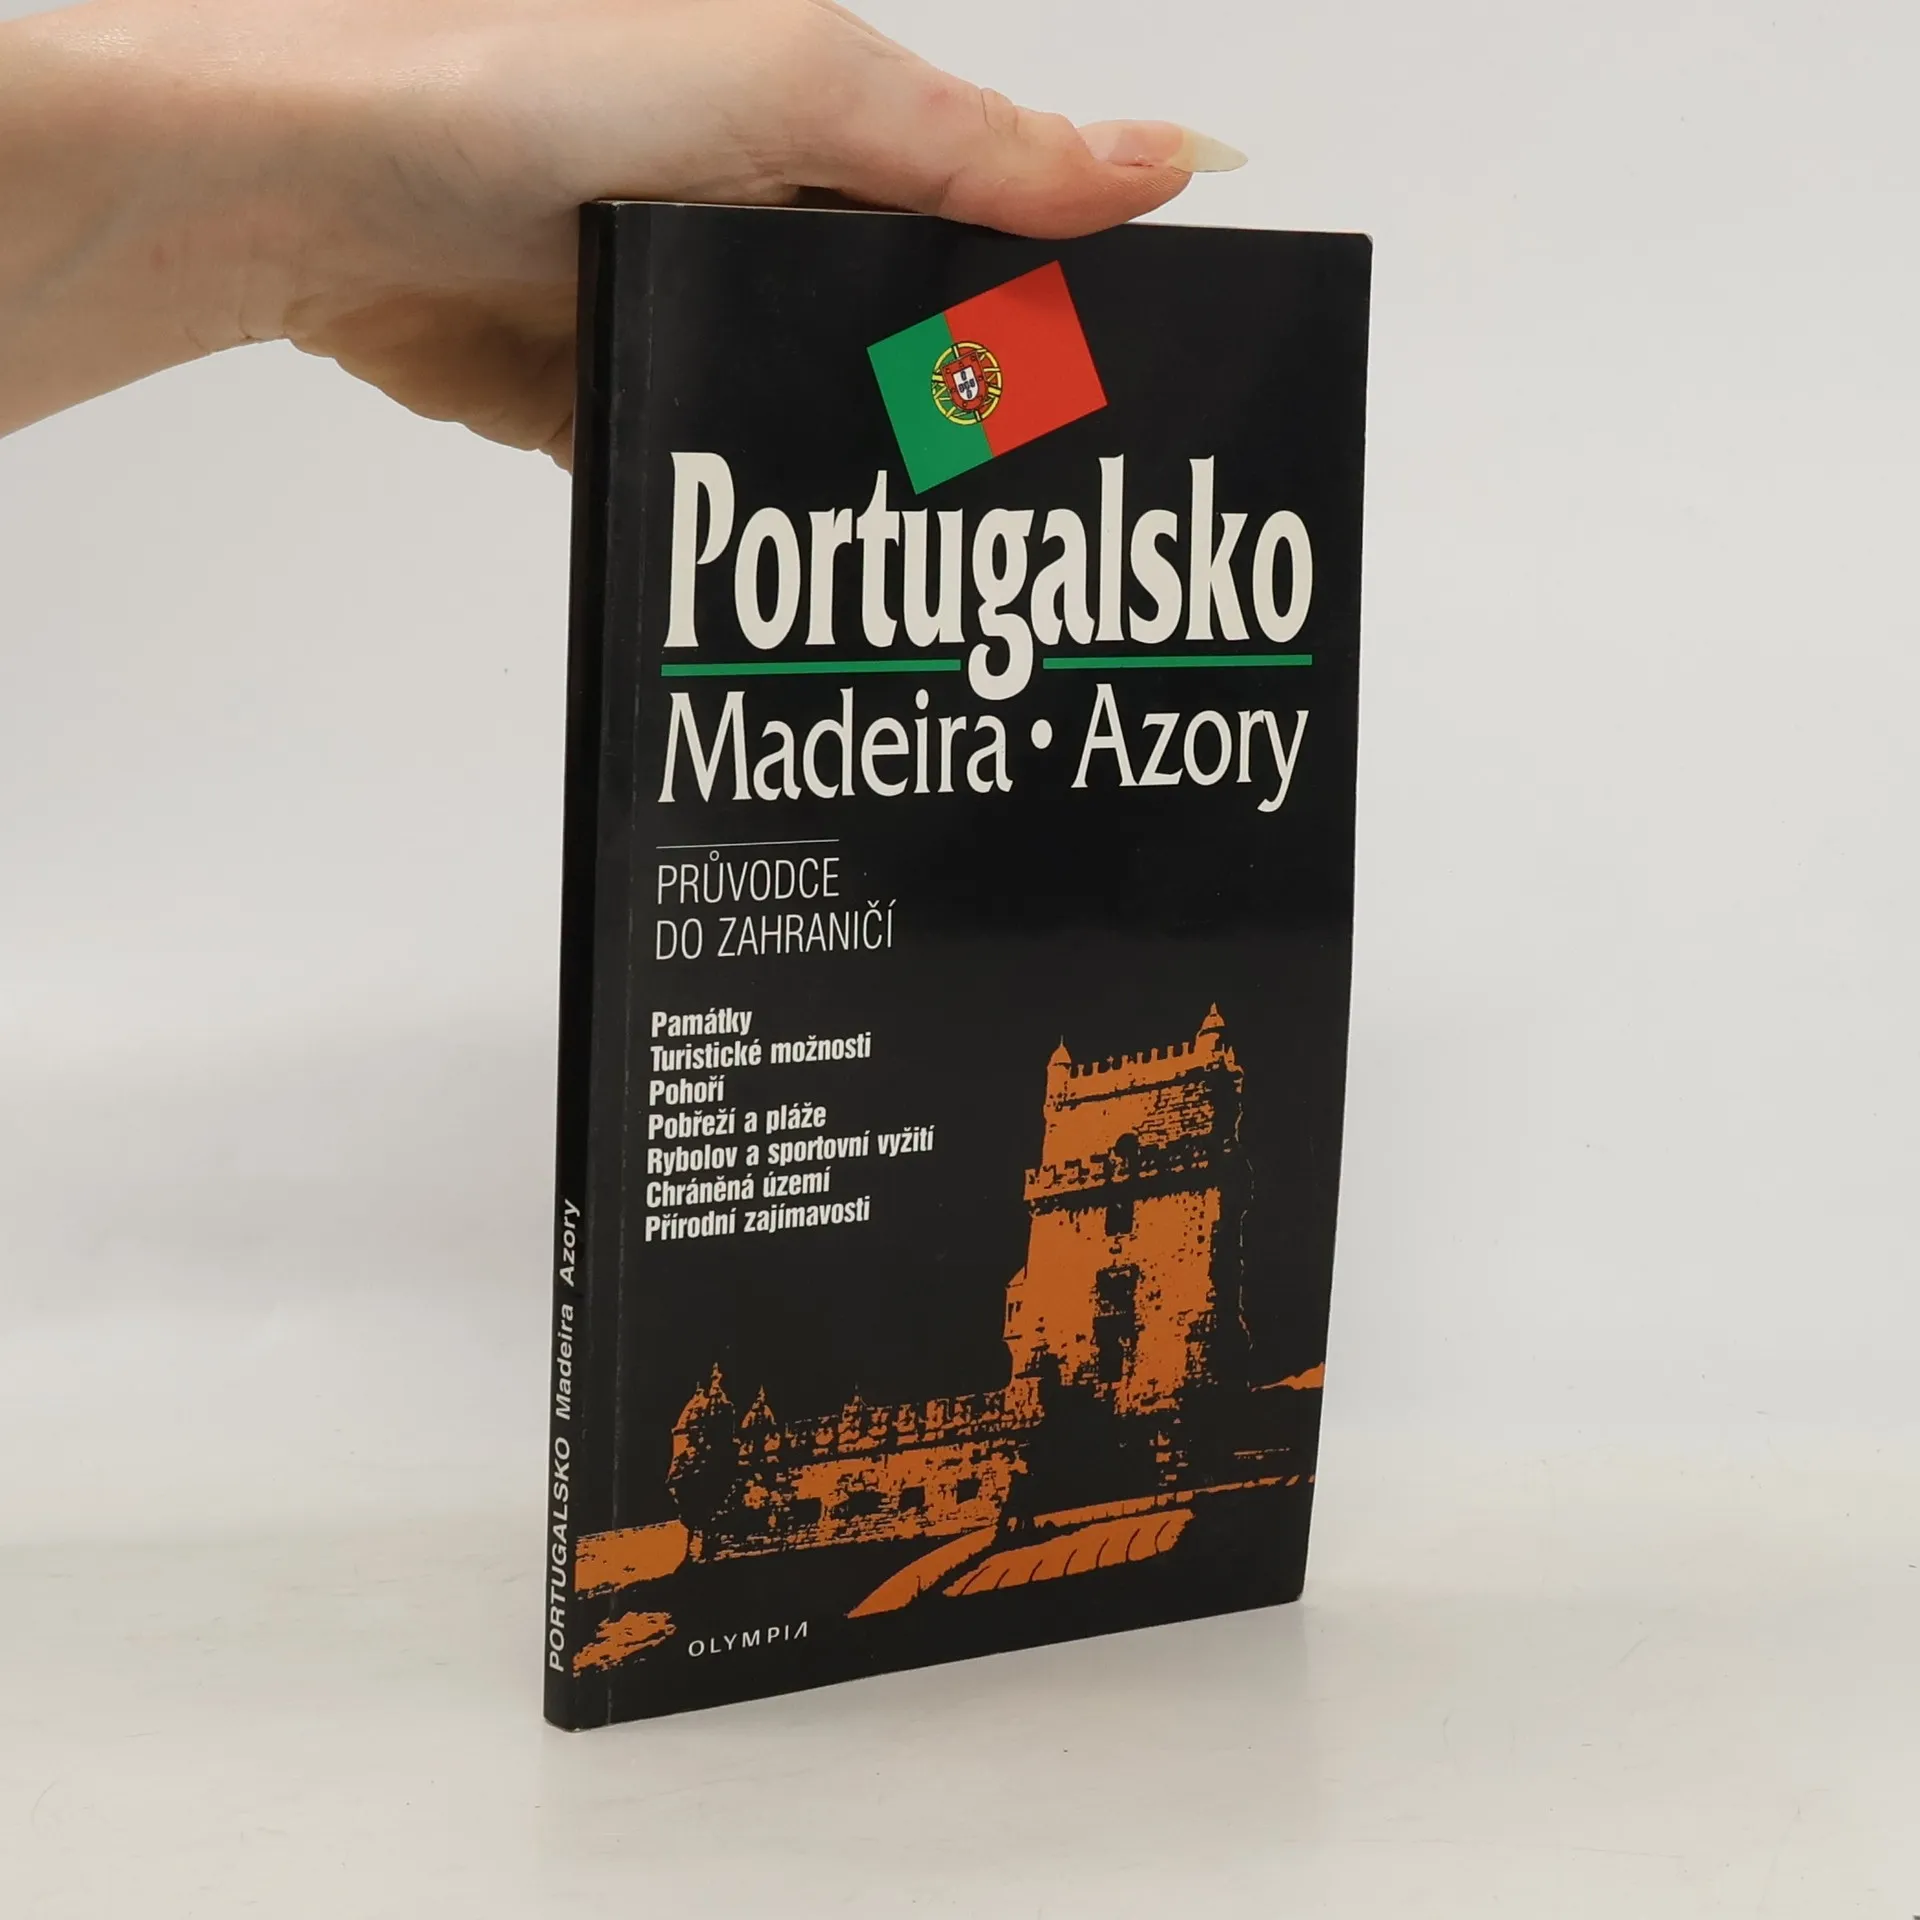 Portugalsko
Madeira • Azory
PRŮVODCE
DO ZAHRANIČÍ
Památky
Turistické možnosti
Pohoří
Pobřeží a pláže
Rybolov a sportovní vyžití
Chráněná území
Přírodní zajímavosti
OLYMPIA
PORTUGALSKO Madeira Azory